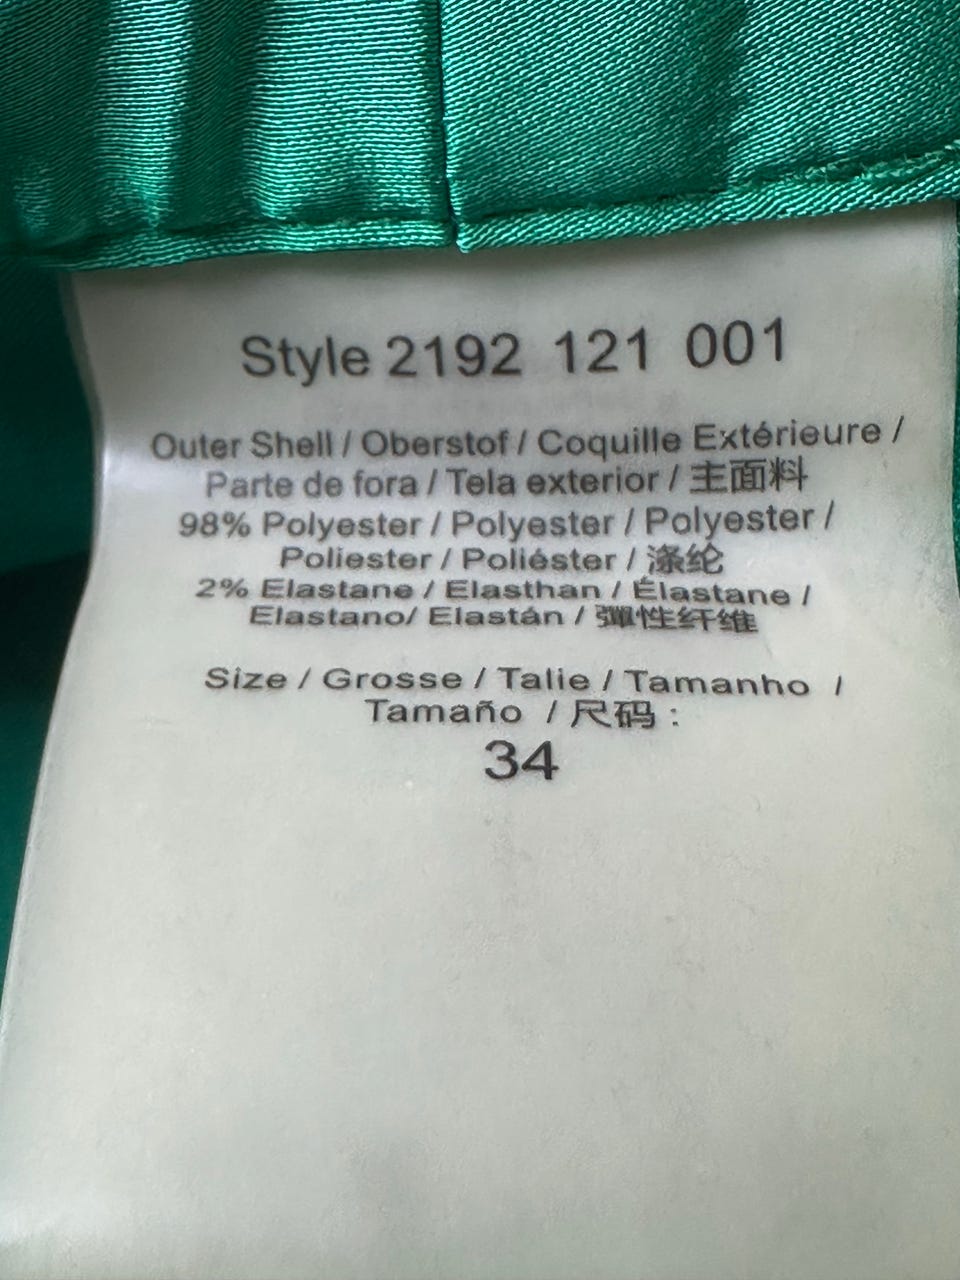 Style 2192 121 001
Outer Shell / Oberstof / Coquille Extérieure /
Parte de fora / Tela exterior / 主面料
98% Polyester / Polyester / Polyester /
Poliester / Poliéster / 涤纶
2% Elastane / Elasthan / Élastane /
Elastano/ Elastán / 弹性纤维
Size / Grosse / Talie / Tamanho /
Tamaño / 尺码 :
34